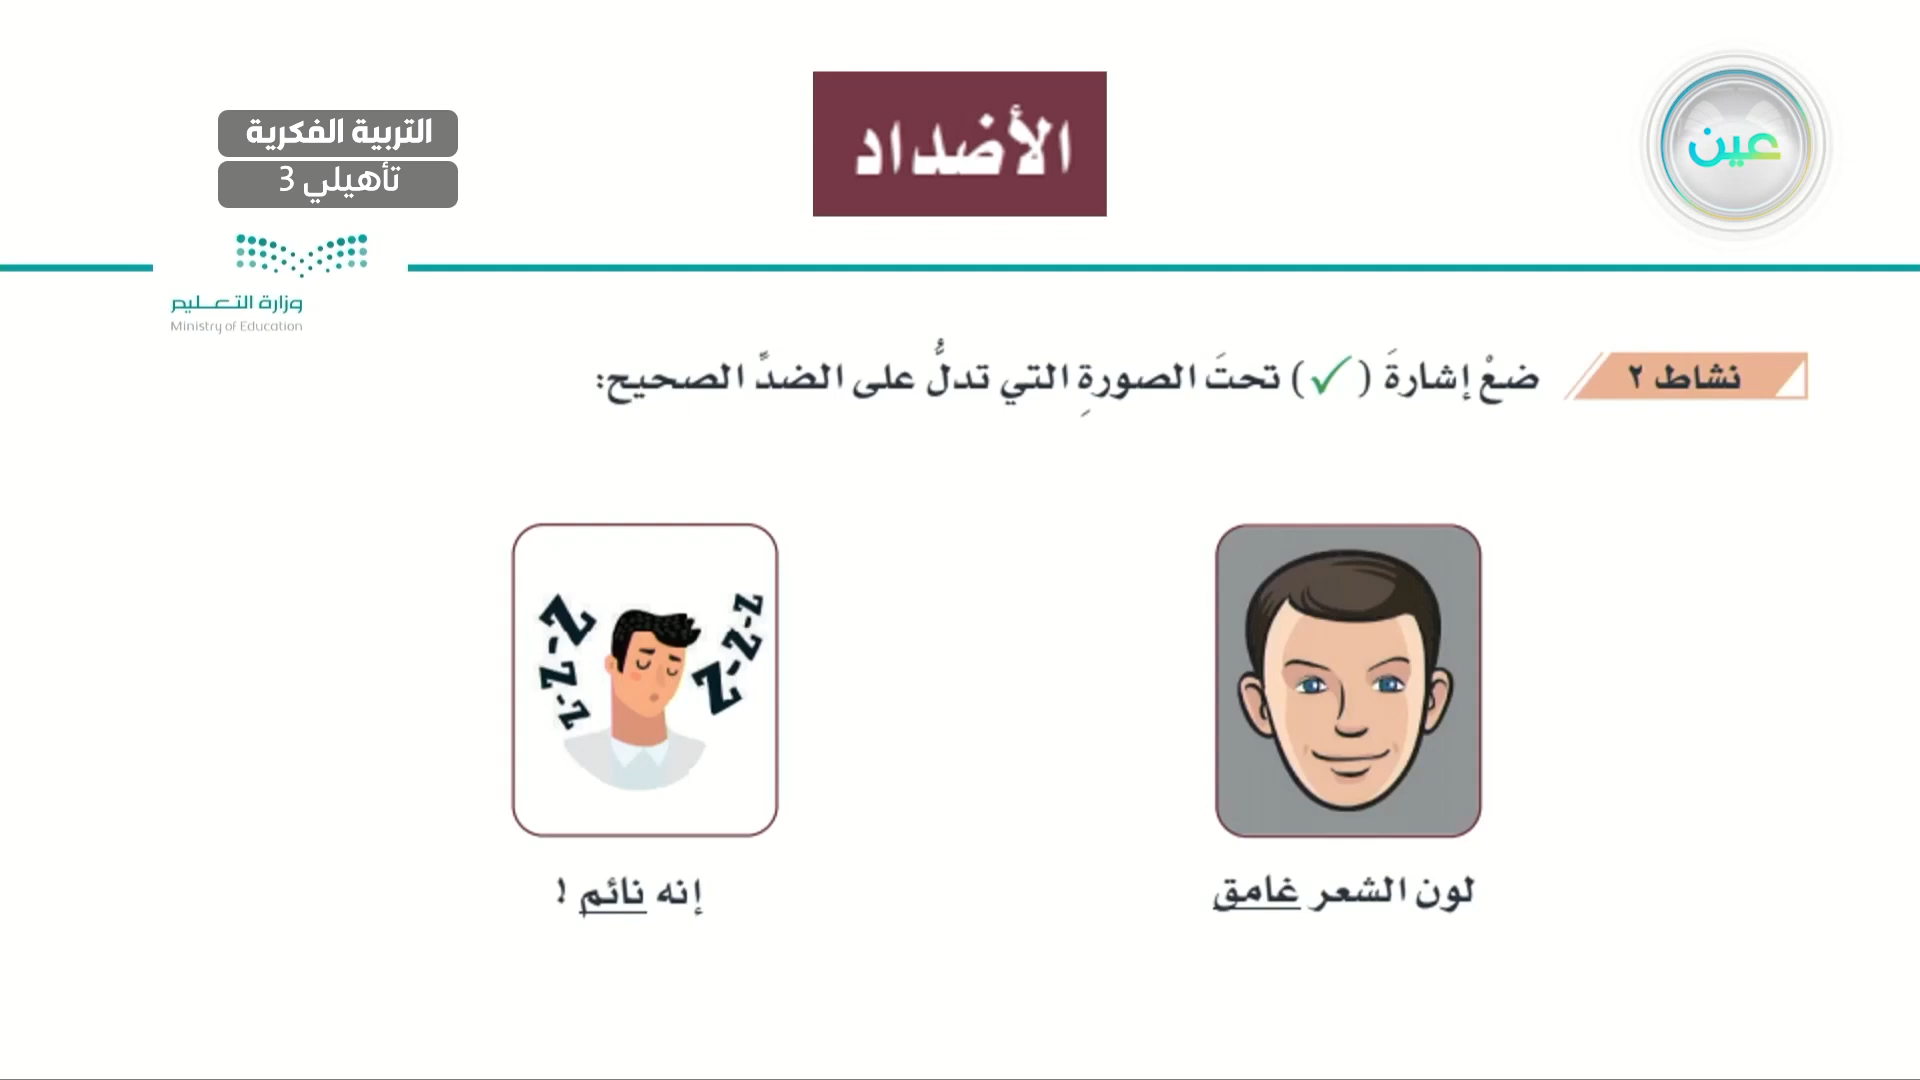 عين
الأضداد
التربية الفكرية
تأهيلي 3
وزارة التعليم
Ministry of Education
نشاط ٢
ضعْ إشارةَ (✓) تحتَ الصورةِ التي تدلُّ على الضدِّ الصحيح:
Z-Z-Z
Z-Z-Z
لون الشعر غامق
إنه نائم !